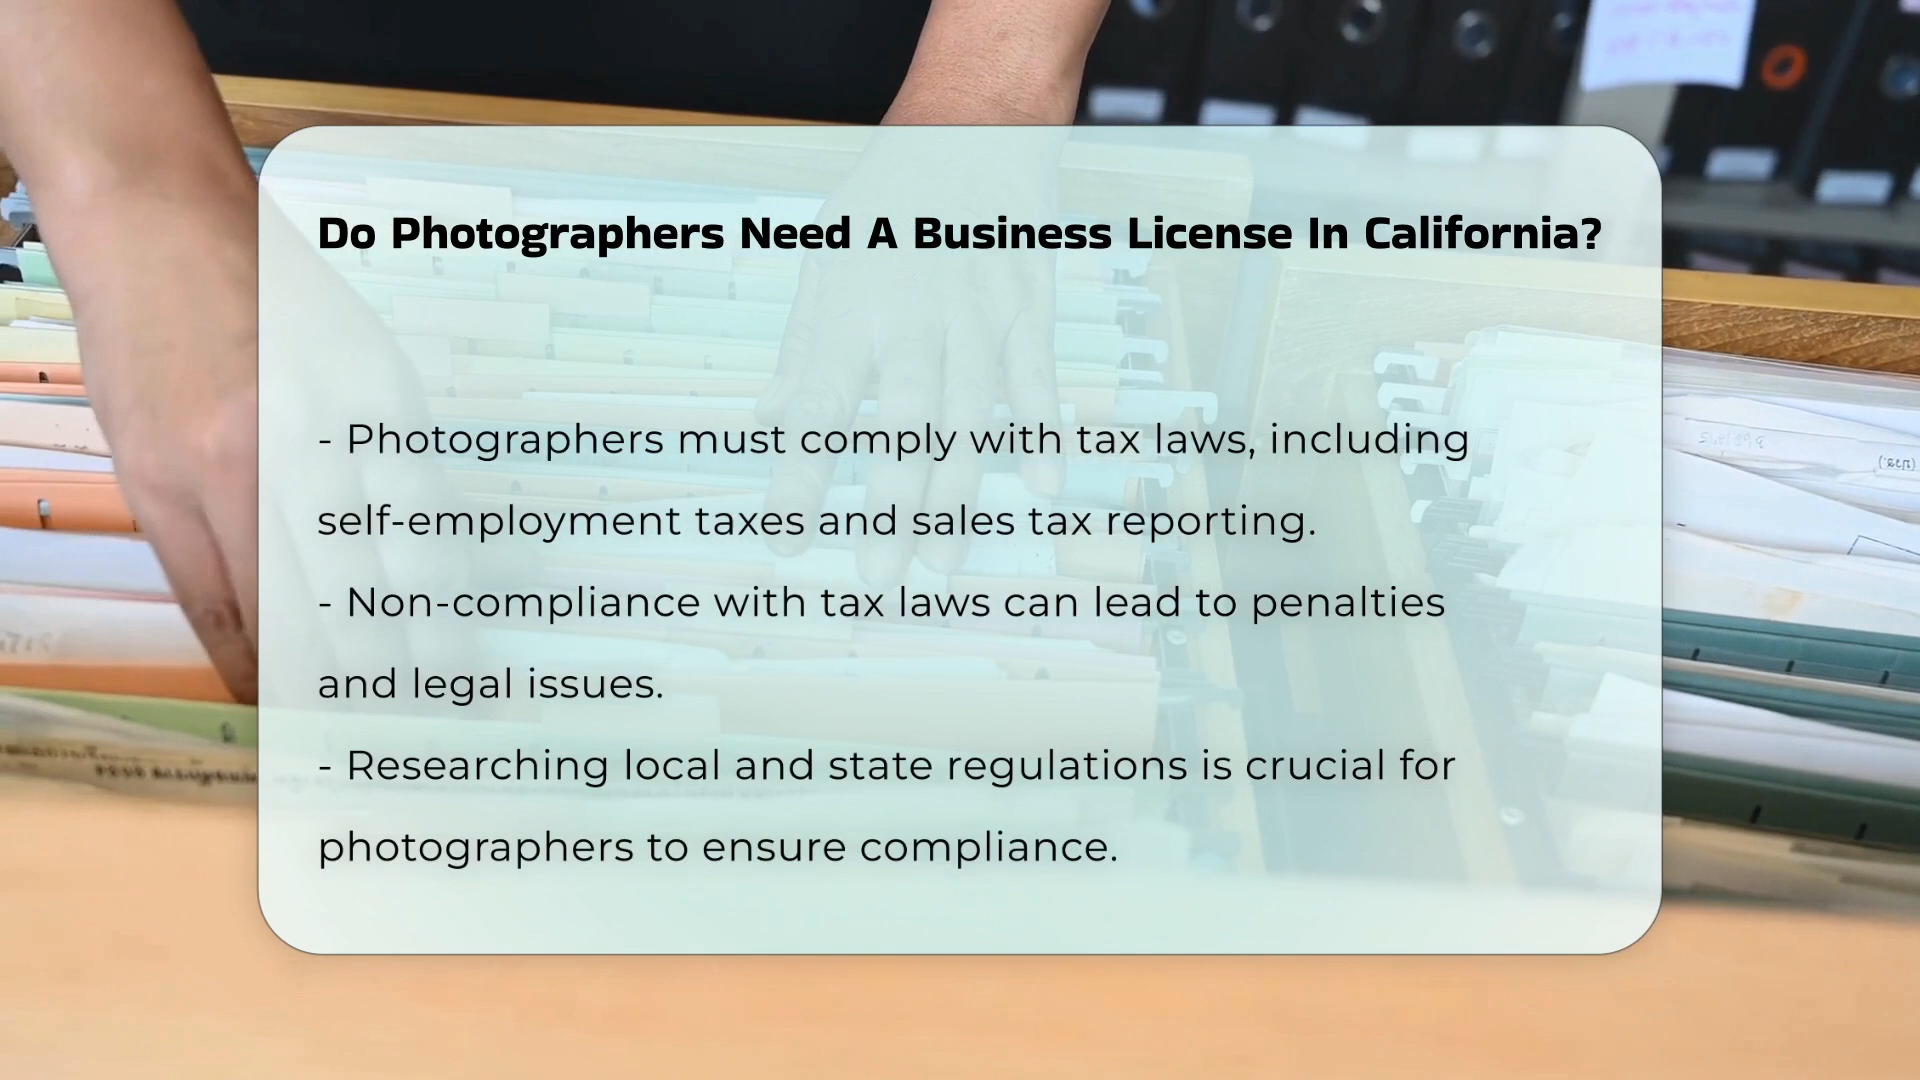 Do Photographers Need A Business License In California?
- Photographers must comply with tax laws, including
self-employment taxes and sales tax reporting.
- Non-compliance with tax laws can lead to penalties
and legal issues.
- Researching local and state regulations is crucial for
photographers to ensure compliance.